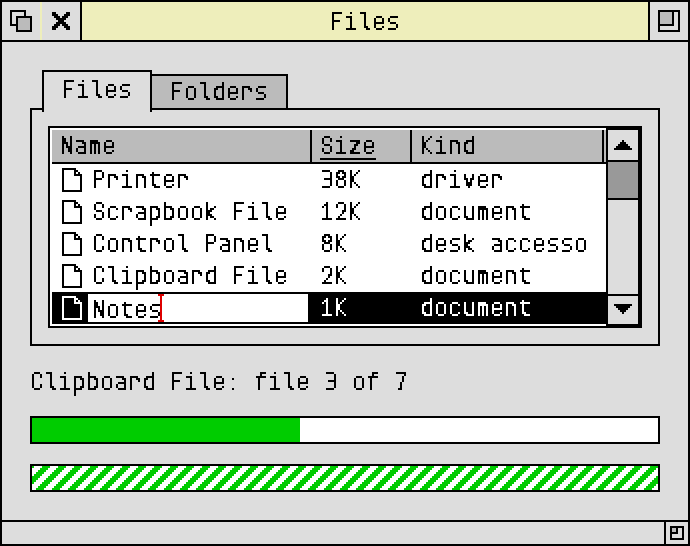 Files
Files Folders
Name Size Kind
Printer 38K driver
Scrapbook File 12K document
Control Panel 8K desk accesso
Clipboard File 2K document
Notes 1K document
Clipboard File: file 3 of 7